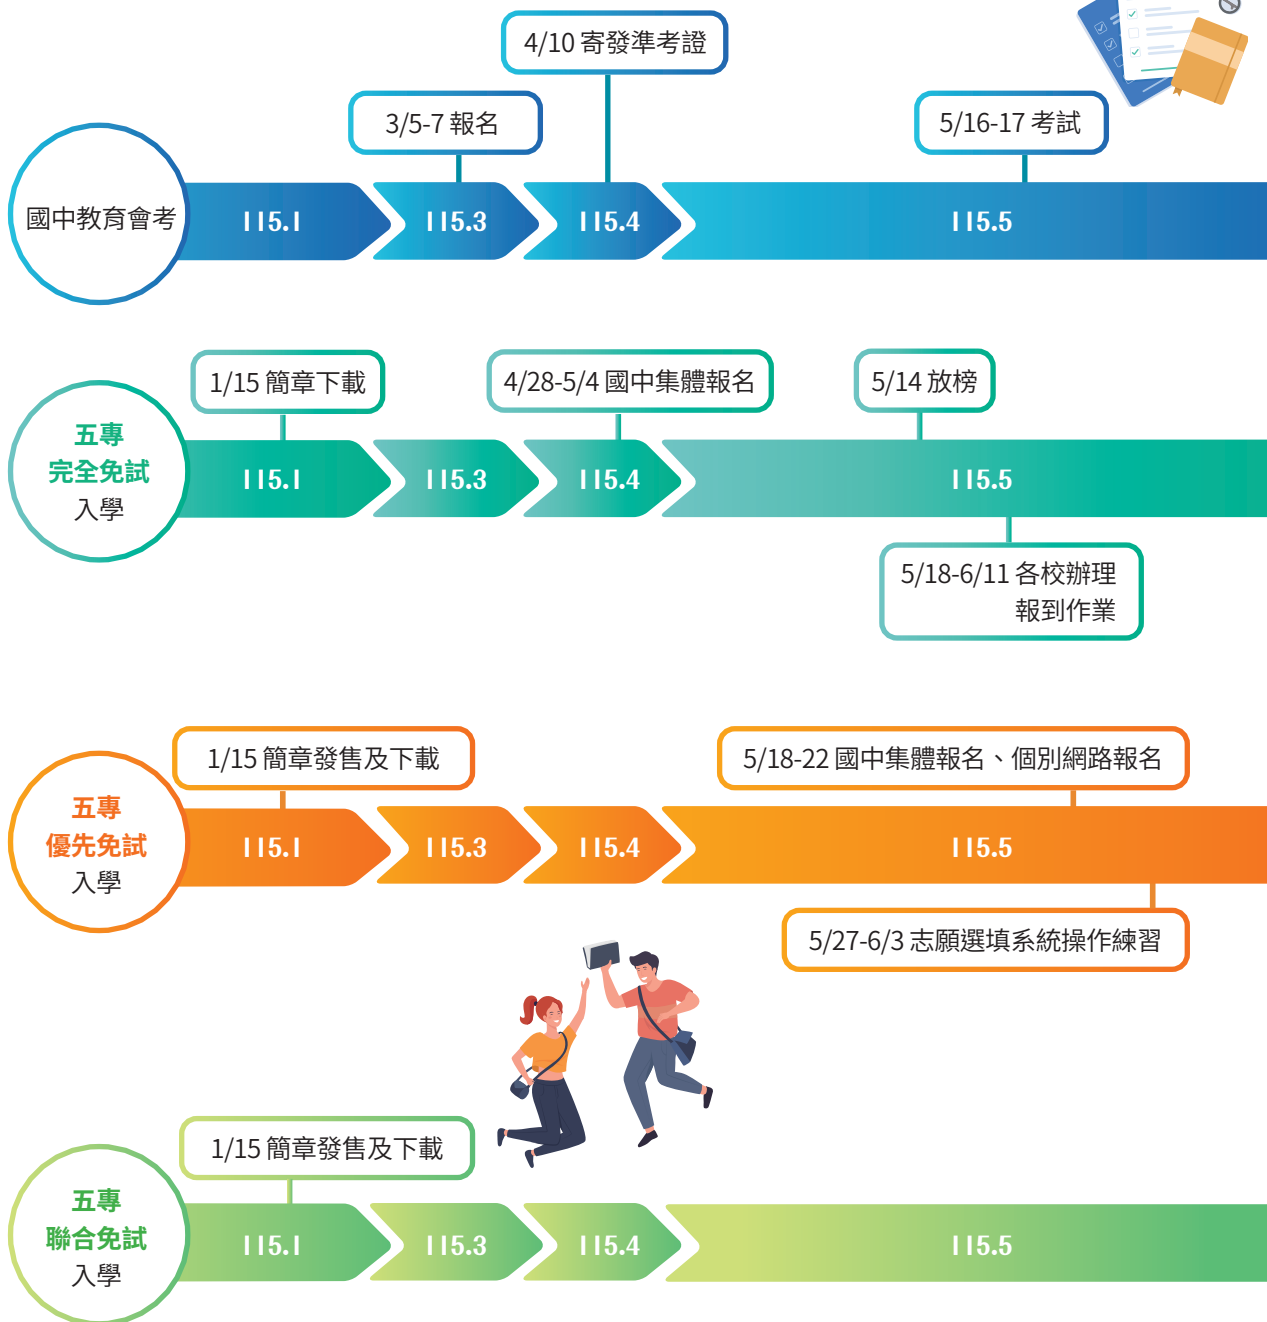 4/10 寄發準考證
3/5-7 報名
5/16-17 考試
國中教育會考
115.1
115.3
115.4
115.5
1/15 簡章下載
4/28-5/4 國中集體報名
5/14 放榜
五專
完全免試
入學
115.1
115.3
115.4
115.5
5/18-6/11 各校辦理
報到作業
1/15 簡章發售及下載
5/18-22 國中集體報名、個別網路報名
五專
優先免試
入學
115.1
115.3
115.4
115.5
5/27-6/3 志願選填系統操作練習
1/15 簡章發售及下載
五專
聯合免試
入學
115.1
115.3
115.4
115.5